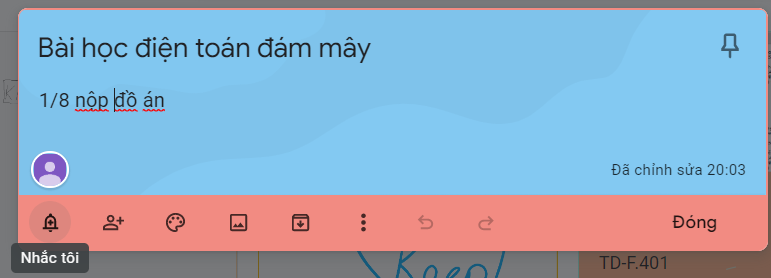 Bài học điện toán đám mây
1/8 nộp đồ án
Đã chỉnh sửa 20:03
Đóng
Nhắc tôi
Keep
TD-F.401